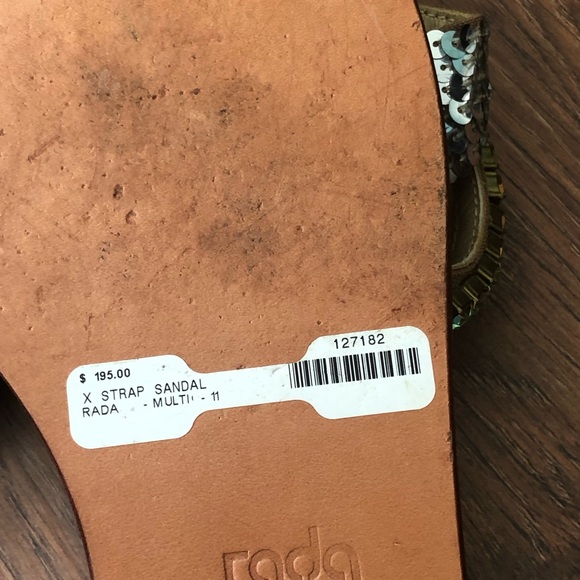 127182
$ 195.00
X STRAP SANDAL
RADA - MULTI - 11
rada